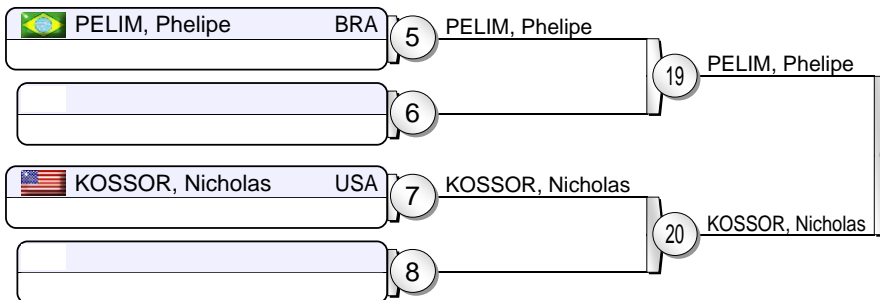 PELIM, Phelipe BRA 5 PELIM, Phelipe
19 PELIM, Phelipe
6
KOSSOR, Nicholas USA 7 KOSSOR, Nicholas
20 KOSSOR, Nicholas
8